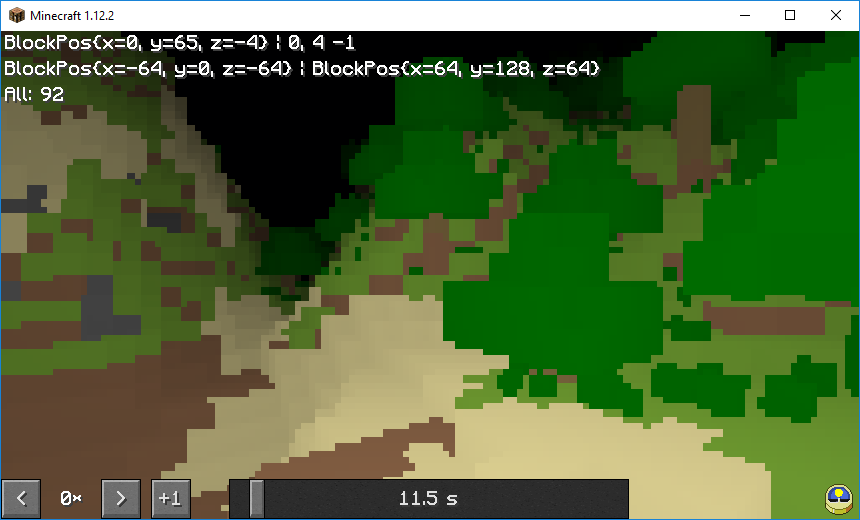 Minecraft 1.12.2
BlockPos{x=0, y=65, z=-4} ¦ 0, 4 -1
BlockPos{x=-64, y=0, z=-64} ¦ BlockPos{x=64, y=128, z=64}
All: 92
< 0× > +1 11.5 s